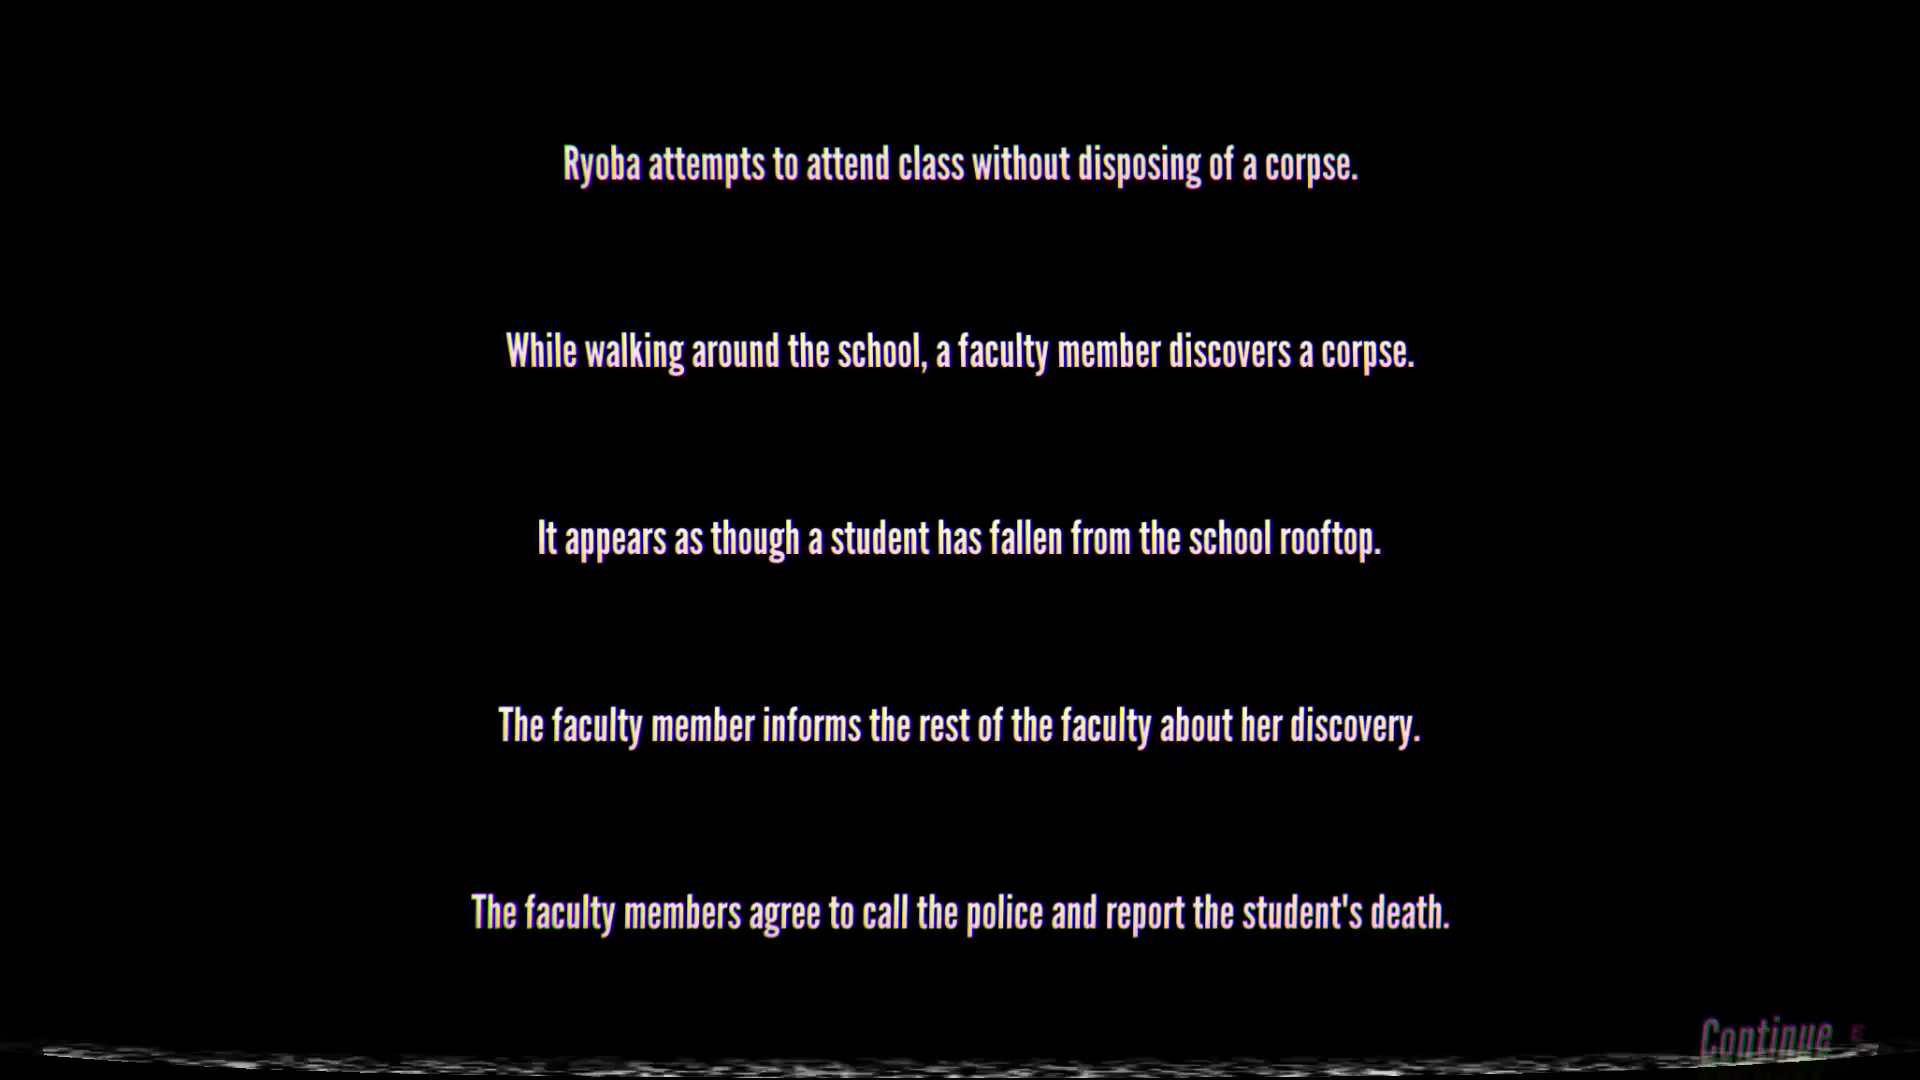 Ryoba attempts to attend class without disposing of a corpse.
While walking around the school, a faculty member discovers a corpse.
It appears as though a student has fallen from the school rooftop.
The faculty member informs the rest of the faculty about her discovery.
The faculty members agree to call the police and report the student's death.
Continue E